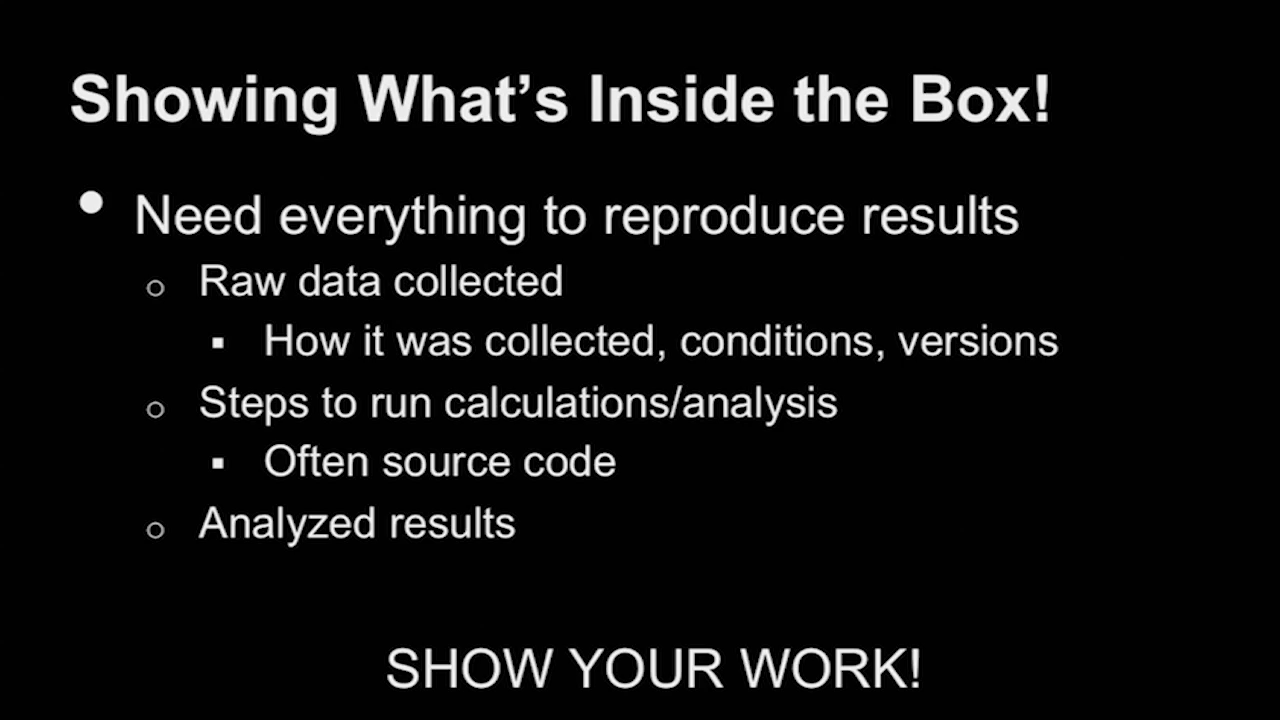 Showing What’s Inside the Box!
• Need everything to reproduce results
o Raw data collected
▪ How it was collected, conditions, versions
o Steps to run calculations/analysis
▪ Often source code
o Analyzed results
SHOW YOUR WORK!